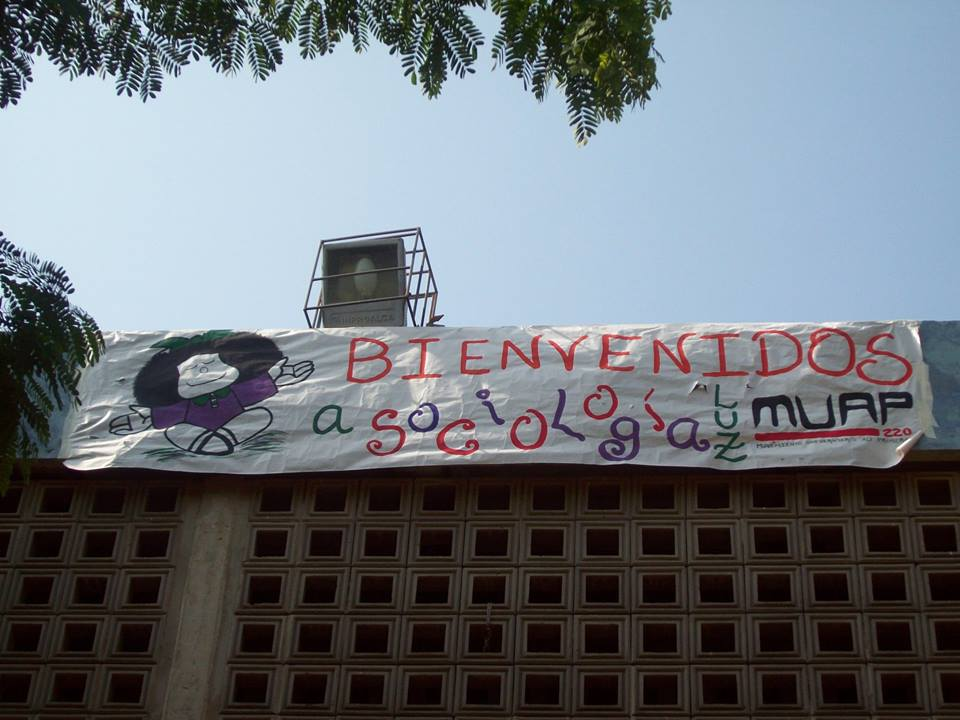 BIENVENIDOS
a sociología LUZ
MUAP
220